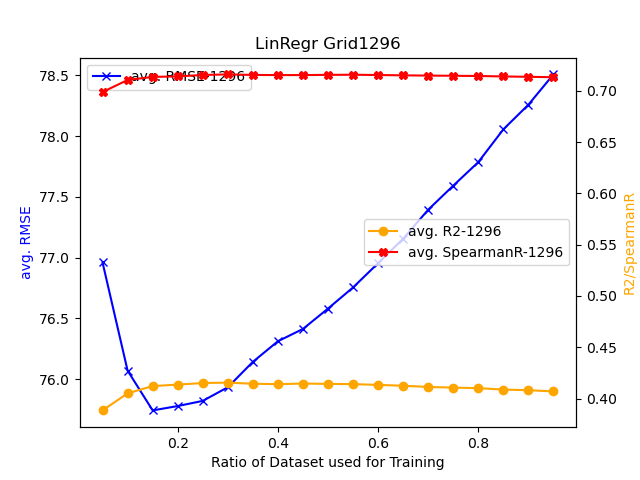 LinRegr Grid1296
avg. RMSE-1296
78.5
78.0
77.5
77.0
76.5
76.0
avg. RMSE
avg. R2-1296
avg. SpearmanR-1296
0.70
0.65
0.60
0.55
0.50
0.45
0.40
R2/SpearmanR
0.2 0.4 0.6 0.8
Ratio of Dataset used for Training